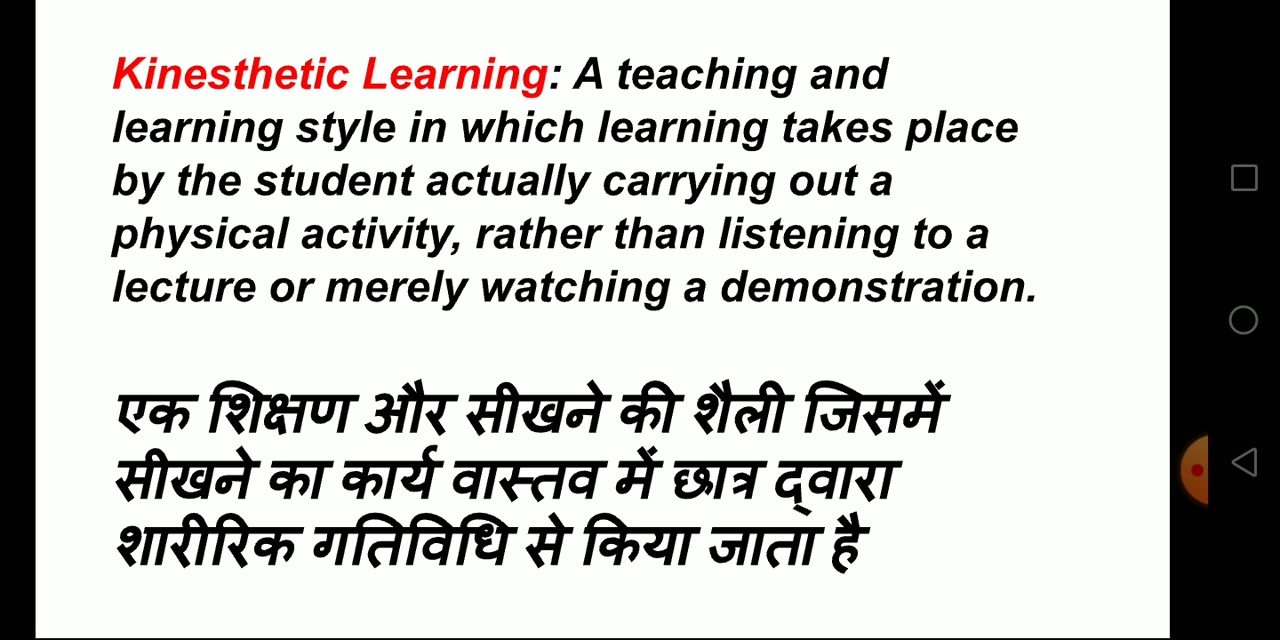 Kinesthetic Learning: A teaching and
learning style in which learning takes place
by the student actually carrying out a
physical activity, rather than listening to a
lecture or merely watching a demonstration.
एक शिक्षण और सीखने की शैली जिसमें
सीखने का कार्य वास्तव में छात्र द्वारा
शारीरिक गतिविधि से किया जाता है